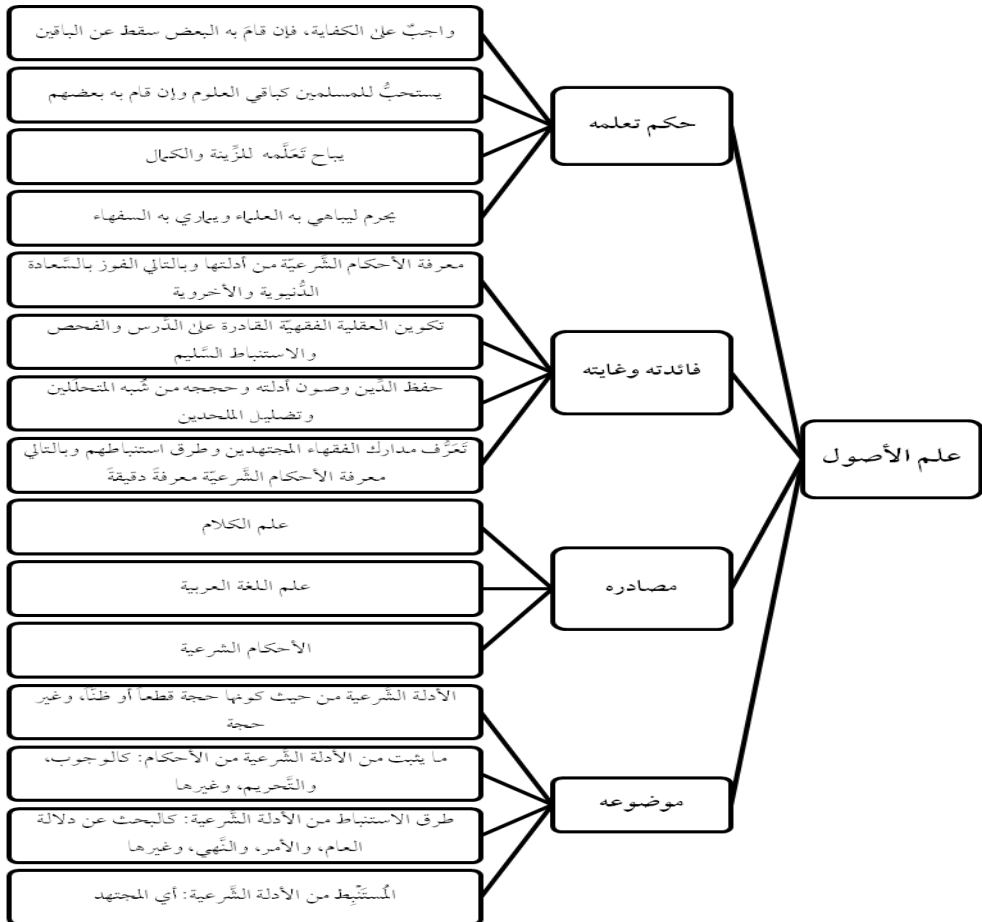 علم الأصول
حكم تعلمه
واجبٌ على الكفاية، فإن قامَ به البعض سقط عن الباقين
يستحبُّ للمسلمين كباقي العلوم وإن قام به بعضهم
يباح تَعَلَّمه للزِّينة والكمال
يحرم ليباهي به العلماء ويماري به السفهاء
فائدته وغايته
معرفة الأحكام الشَّرعيّة من أدلتها وبالتالي الفوز بالسَّعادة
الدُّنيوية والأخروية
تكوين العقلية الفقهيّة القادرة على الدَّرس والفحص
والاستنباط السَّليم
حفظ الدِّين وصون أدلته وحججه من شُبه المتحلّلين
وتضليل الملحدين
تَعَرُّف مدارك الفقهاء المجتهدين وطرق استنباطهم وبالتالي
معرفة الأحكام الشَّرعيّة معرفةَ دقيقةَ
مصادره
علم الكلام
علم اللغة العربية
الأحكام الشرعية
موضوعه
الأدلة الشَّرعية من حيث كونها حجة قطعاً أو ظنّاً، وغير
حجة
ما يثبت من الأدلة الشَّرعية من الأحكام: كالوجوب،
والتَّحريم، وغيرها
طرق الاستنباط من الأدلة الشَّرعية: كالبحث عن دلالة
العام، والأمر، والنَّهي، وغيرها
المُستَنْبِط من الأدلة الشَّرعية: أي المجتهد